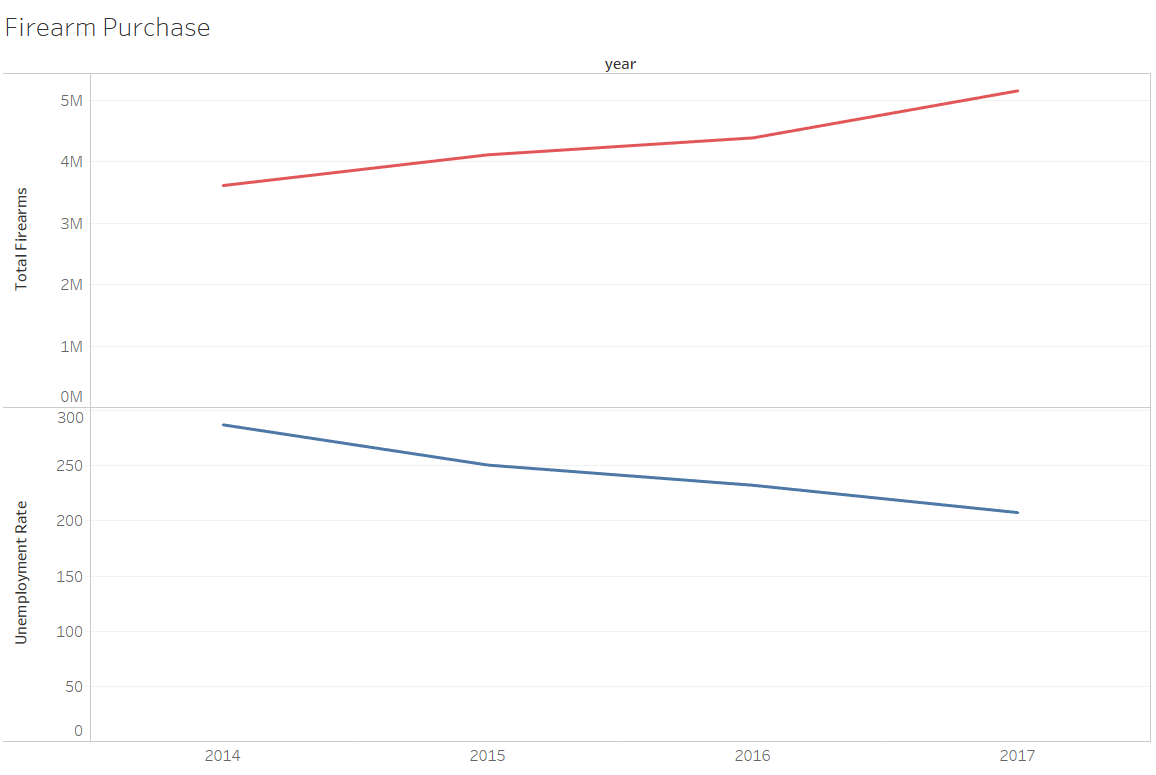 Firearm Purchase
year
Total Firearms
5M
4M
3M
2M
1M
0M
Unemployment Rate
300
250
200
150
100
50
0
2014 2015 2016 2017